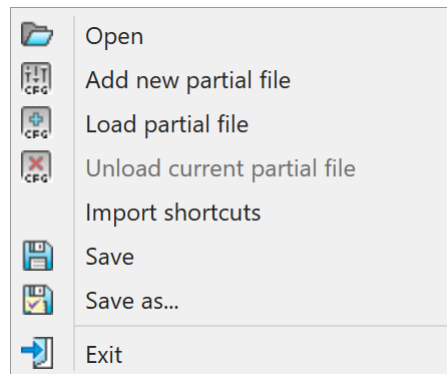 Open
Add new partial file
Load partial file
Unload current partial file
Import shortcuts
Save
Save as...
Exit